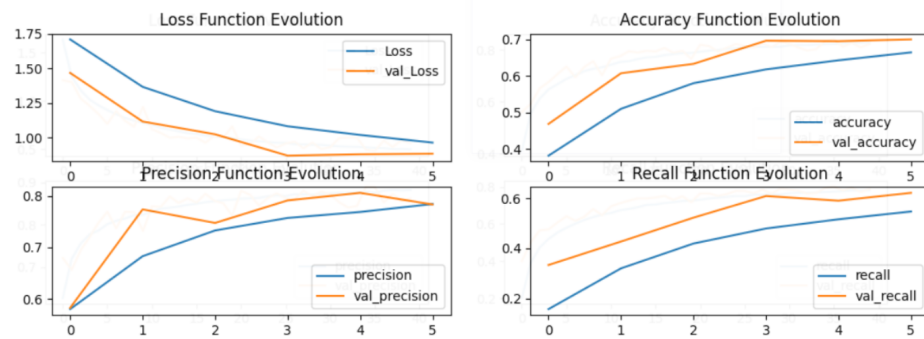 Loss Function Evolution
1.75
1.50
1.25
1.00
Loss
val_Loss
0 1 2 3 4 5
Accuracy Function Evolution
0.7
0.6
0.5
0.4
accuracy
val_accuracy
0 1 2 3 4 5
Precision Function Evolution
0.8
0.7
0.6
precision
val_precision
0 1 2 3 4 5
Recall Function Evolution
0.6
0.4
0.2
recall
val_recall
0 1 2 3 4 5